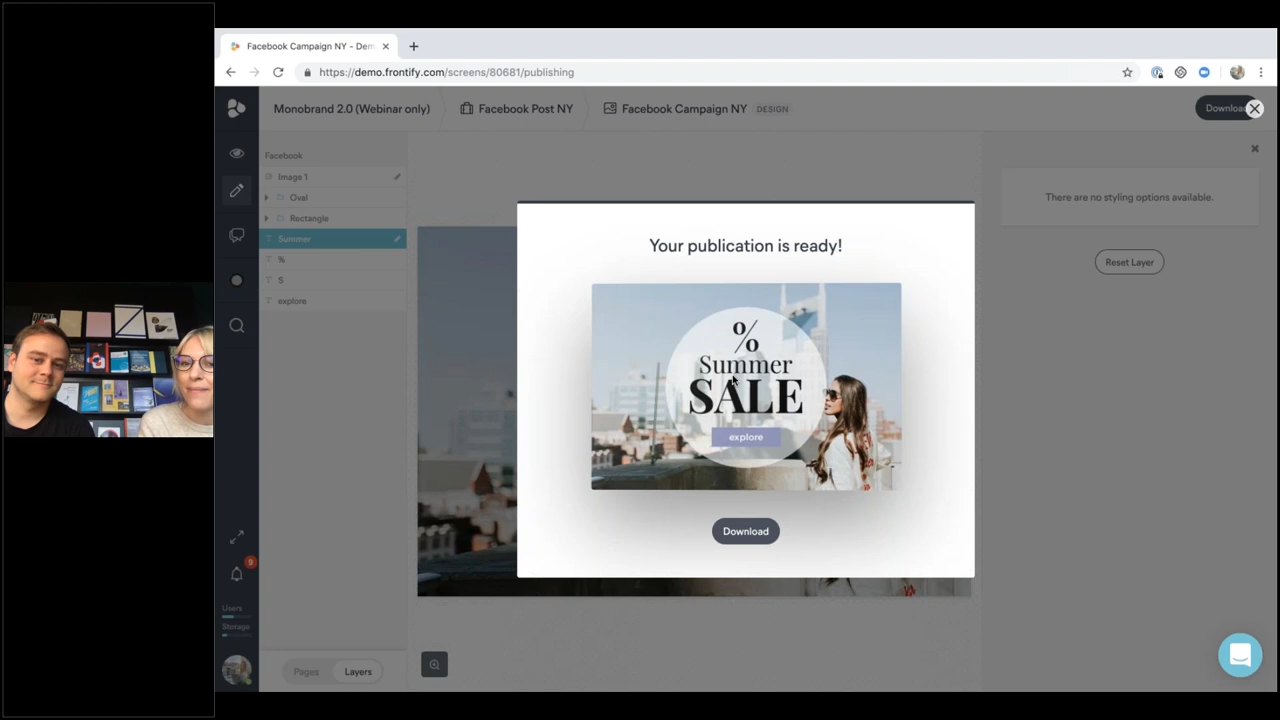 Facebook Campaign NY - Dem
https://demo.frontify.com/screens/80681/publishing
Monobrand 2.0 (Webinar only)
Facebook Post NY
Facebook Campaign NY
DESIGN
Download
Facebook
Image 1
Oval
Rectangle
Summer
%
S
explore
There are no styling options available.
Reset Layer
Your publication is ready!
%
Summer
SALE
explore
Download
9
Users
Storage
Pages
Layers